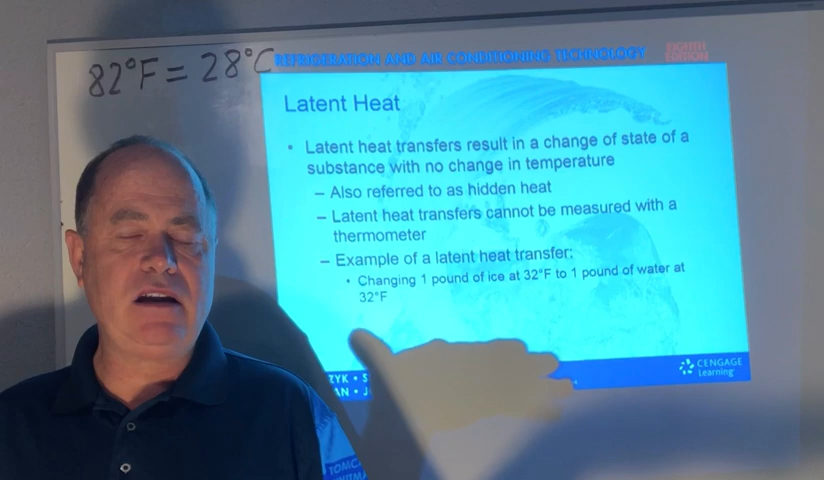 82°F = 28°C
REFRIGERATION AND AIR CONDITIONING TECHNOLOGY
EIGHTH
EDITION
Latent Heat
• Latent heat transfers result in a change of state of a
substance with no change in temperature
– Also referred to as hidden heat
– Latent heat transfers cannot be measured with a
thermometer
– Example of a latent heat transfer:
• Changing 1 pound of ice at 32°F to 1 pound of water at
32°F
ZYK • S
AN • J
CENGAGE
Learning
TOMC